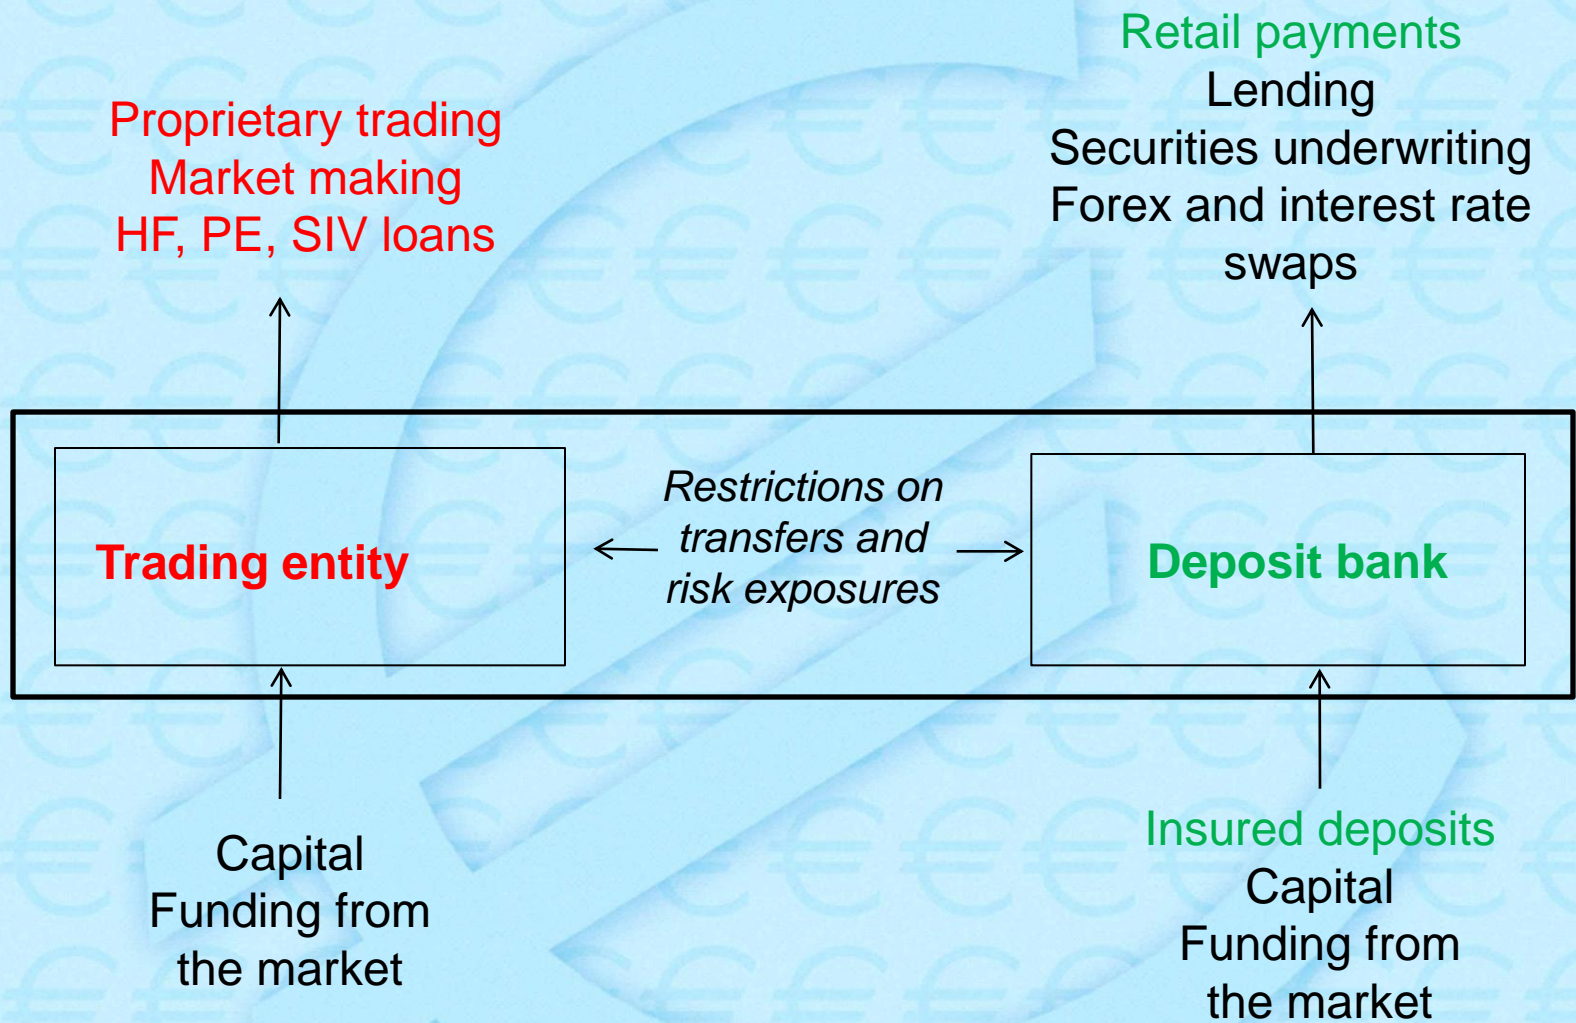 Proprietary trading
Market making
HF, PE, SIV loans
Retail payments
Lending
Securities underwriting
Forex and interest rate
swaps
Trading entity
Restrictions on
transfers and
risk exposures
Deposit bank
Capital
Funding from
the market
Insured deposits
Capital
Funding from
the market